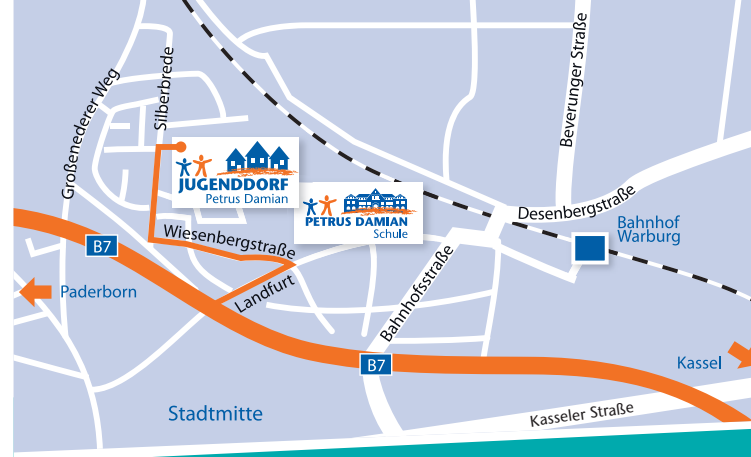 Großenederer Weg
Silberbrede
Beverunger Straße
JUGENDDORF
Petrus Damian
PETRUS DAMIAN
Schule
Desenbergstraße
Bahnhof
Warburg
Wiesenbergstraße
B7
Paderborn
Landfurt
Bahnhofsstraße
B7
Kassel
Stadtmitte
Kasseler Straße